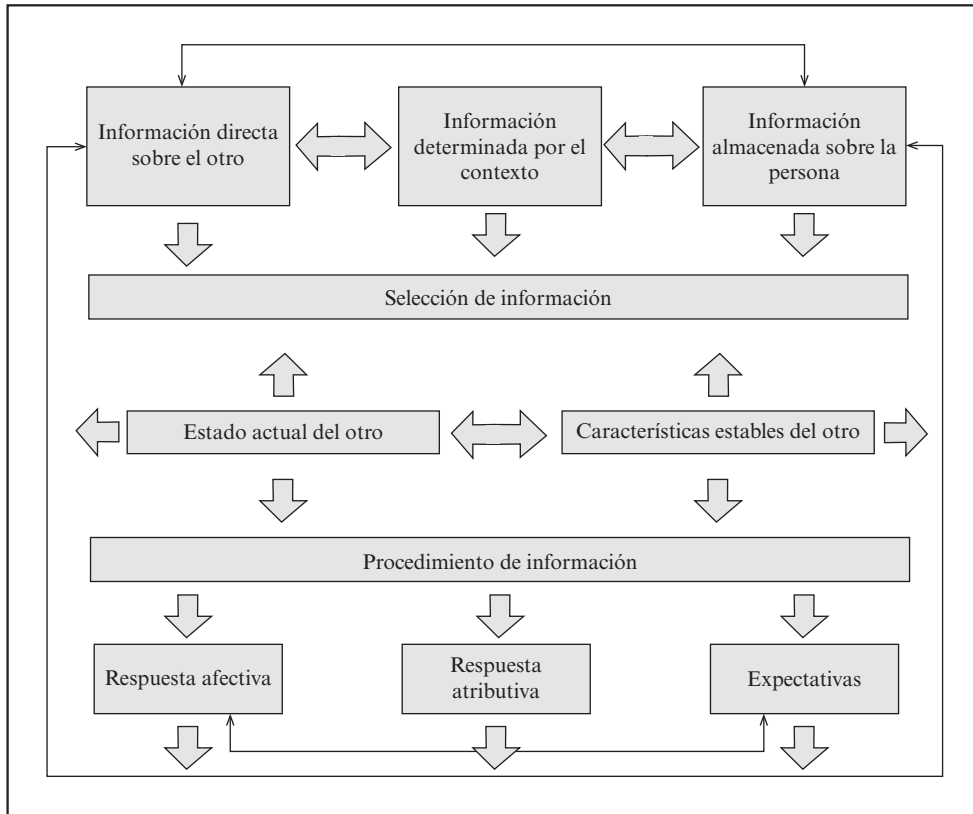 Información directa
sobre el otro
Información
determinada por el
contexto
Información
almacenada sobre la
persona
Selección de información
Estado actual del otro
Características estables del otro
Procedimiento de información
Respuesta afectiva
Respuesta
atributiva
Expectativas